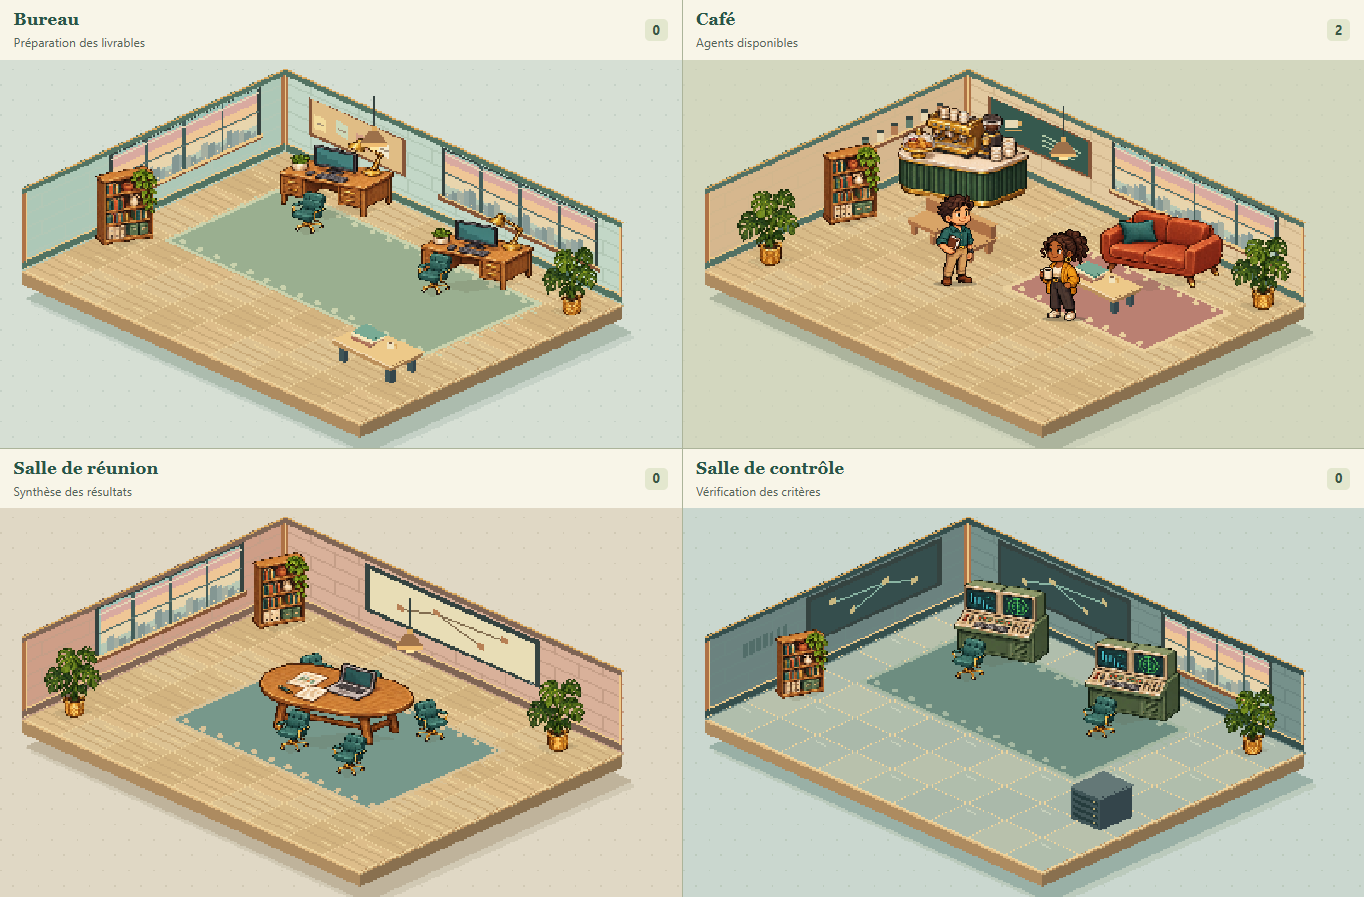 Bureau
Préparation des livrables
0
Café
Agents disponibles
2
Salle de réunion
Synthèse des résultats
0
Salle de contrôle
Vérification des critères
0